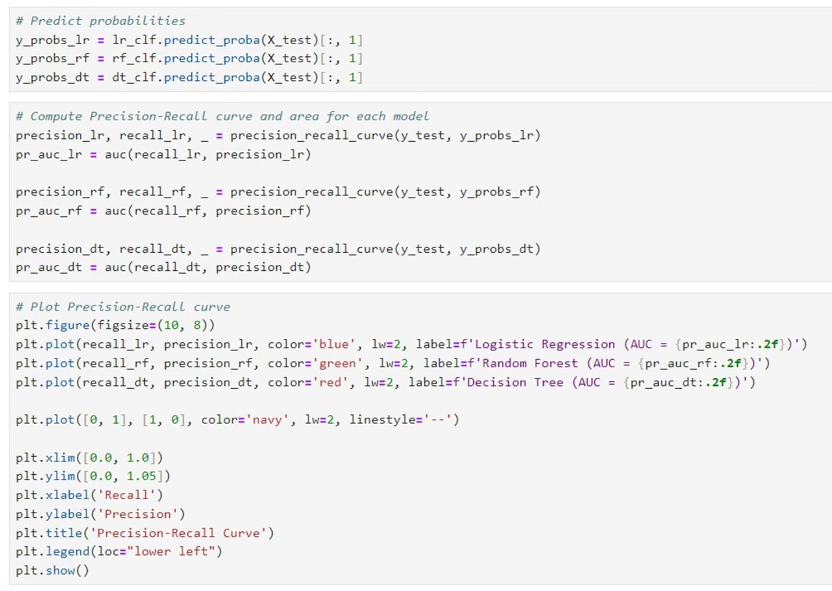 # Predict probabilities
y_probs_lr = lr_clf.predict_proba(X_test)[:, 1]
y_probs_rf = rf_clf.predict_proba(X_test)[:, 1]
y_probs_dt = dt_clf.predict_proba(X_test)[:, 1]
# Compute Precision-Recall curve and area for each model
precision_lr, recall_lr, _ = precision_recall_curve(y_test, y_probs_lr)
pr_auc_lr = auc(recall_lr, precision_lr)
precision_rf, recall_rf, _ = precision_recall_curve(y_test, y_probs_rf)
pr_auc_rf = auc(recall_rf, precision_rf)
precision_dt, recall_dt, _ = precision_recall_curve(y_test, y_probs_dt)
pr_auc_dt = auc(recall_dt, precision_dt)
# Plot Precision-Recall curve
plt.figure(figsize=(10, 8))
plt.plot(recall_lr, precision_lr, color='blue', lw=2, label=f'Logistic Regression (AUC = {pr_auc_lr:.2f})')
plt.plot(recall_rf, precision_rf, color='green', lw=2, label=f'Random Forest (AUC = {pr_auc_rf:.2f})')
plt.plot(recall_dt, precision_dt, color='red', lw=2, label=f'Decision Tree (AUC = {pr_auc_dt:.2f})')
plt.plot([0, 1], [1, 0], color='navy', lw=2, linestyle='--')
plt.xlim([0.0, 1.0])
plt.ylim([0.0, 1.05])
plt.xlabel('Recall')
plt.ylabel('Precision')
plt.title('Precision-Recall Curve')
plt.legend(loc="lower left")
plt.show()